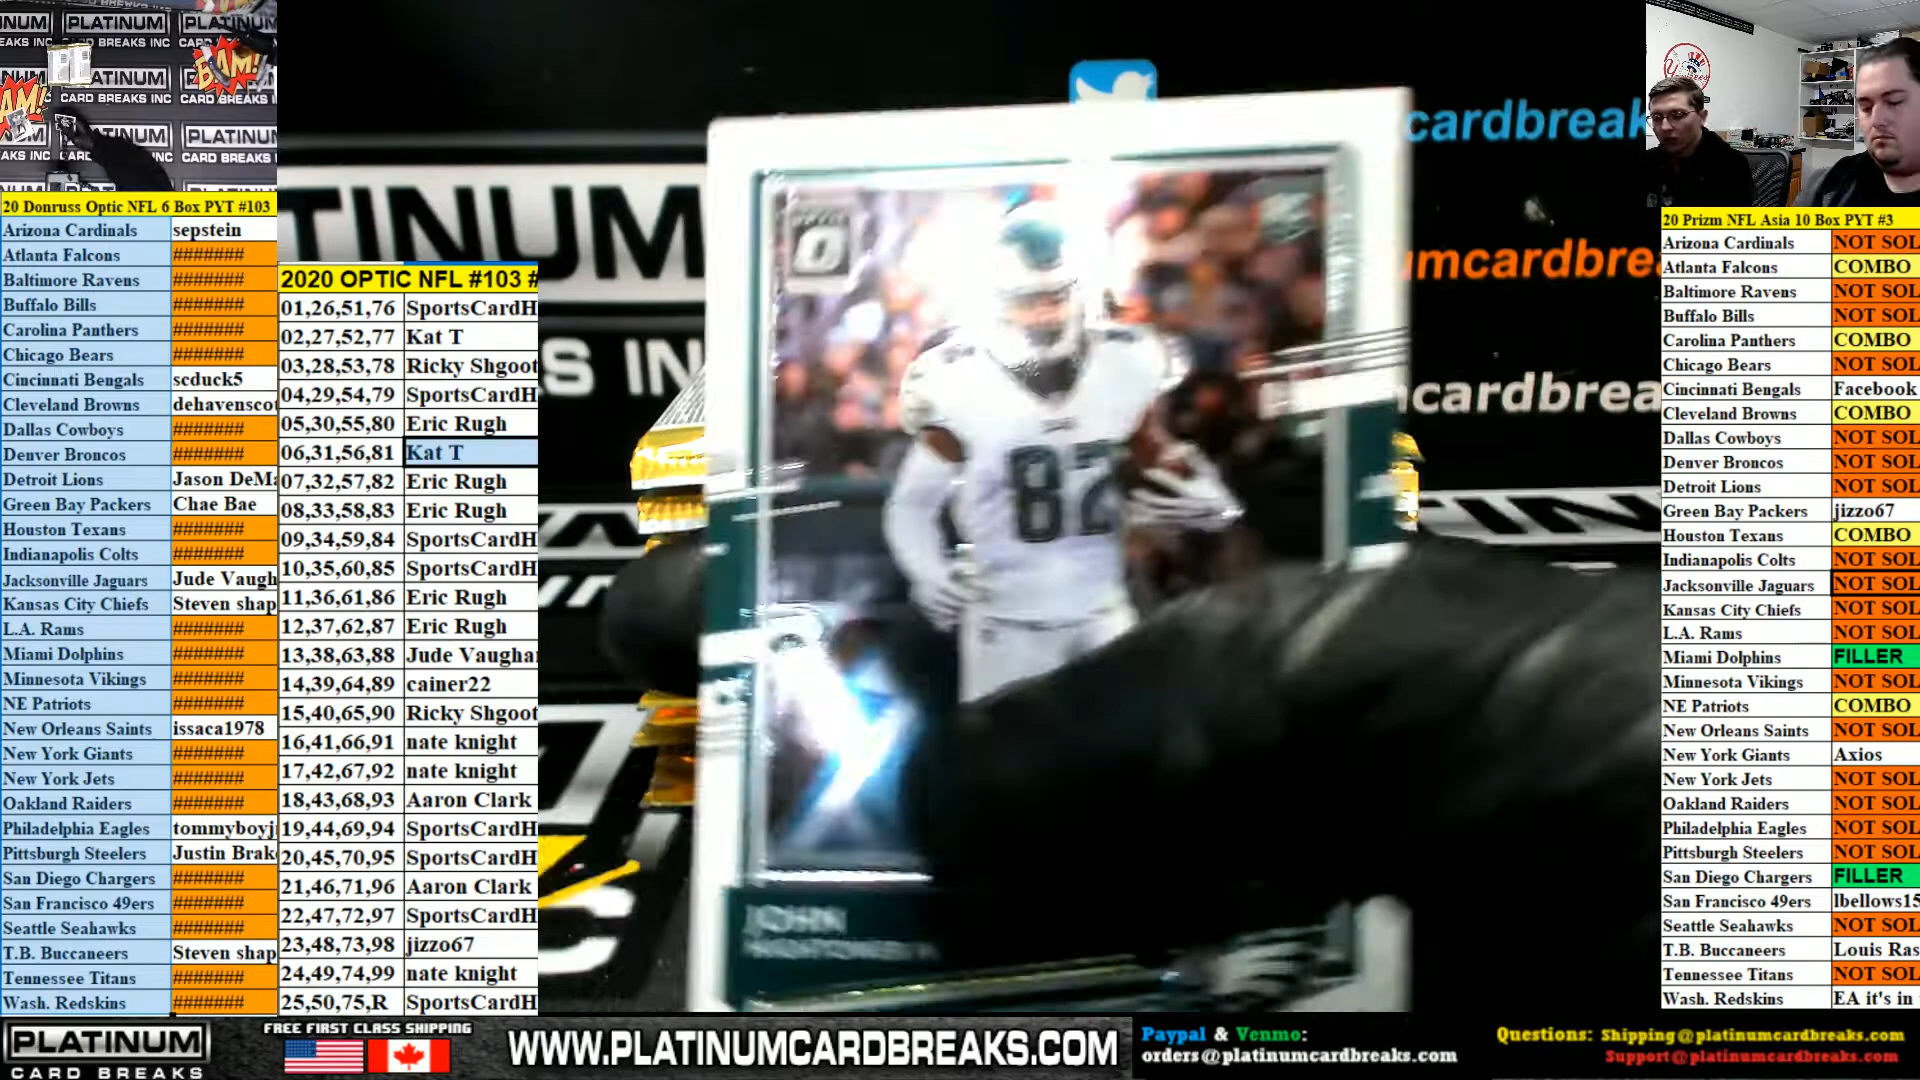 PLATINUM
CARD BREAKS INC
BAM!
20 Donruss Optic NFL 6 Box PYT #103
Arizona Cardinals sepstein
Atlanta Falcons #######
Baltimore Ravens #######
Buffalo Bills #######
Carolina Panthers #######
Chicago Bears #######
Cincinnati Bengals scduck5
Cleveland Browns dehavenscot
Dallas Cowboys #######
Denver Broncos #######
Detroit Lions Jason DeMa
Green Bay Packers Chae Bae
Houston Texans #######
Indianapolis Colts #######
Jacksonville Jaguars Jude Vaugh
Kansas City Chiefs Steven shap
L.A. Rams #######
Miami Dolphins #######
Minnesota Vikings #######
NE Patriots #######
New Orleans Saints issaca1978
New York Giants #######
New York Jets #######
Oakland Raiders #######
Philadelphia Eagles tommyboyj
Pittsburgh Steelers Justin Brak
San Diego Chargers #######
San Francisco 49ers #######
Seattle Seahawks #######
T.B. Buccaneers Steven shap
Tennessee Titans #######
Wash. Redskins #######
2020 OPTIC NFL #103 #
01,26,51,76 SportsCardH
02,27,52,77 Kat T
03,28,53,78 Ricky Shgoot
04,29,54,79 SportsCardH
05,30,55,80 Eric Rugh
06,31,56,81 Kat T
07,32,57,82 Eric Rugh
08,33,58,83 Eric Rugh
09,34,59,84 SportsCardH
10,35,60,85 SportsCardH
11,36,61,86 Eric Rugh
12,37,62,87 Eric Rugh
13,38,63,88 Jude Vaughan
14,39,64,89 cainer22
15,40,65,90 Ricky Shgoot
16,41,66,91 nate knight
17,42,67,92 nate knight
18,43,68,93 Aaron Clark
19,44,69,94 SportsCardH
20,45,70,95 SportsCardH
21,46,71,96 Aaron Clark
22,47,72,97 SportsCardH
23,48,73,98 jizzo67
24,49,74,99 nate knight
25,50,75,R SportsCardH
TINUM
S IN
cardbreak
umcardbrea
mcardbrea
82
JOHN
20 Prizm NFL Asia 10 Box PYT #3
Arizona Cardinals NOT SOL
Atlanta Falcons COMBO
Baltimore Ravens NOT SOL
Buffalo Bills NOT SOL
Carolina Panthers COMBO
Chicago Bears NOT SOL
Cincinnati Bengals Facebook
Cleveland Browns COMBO
Dallas Cowboys NOT SOL
Denver Broncos NOT SOL
Detroit Lions NOT SOL
Green Bay Packers jizzo67
Houston Texans COMBO
Indianapolis Colts NOT SOL
Jacksonville Jaguars NOT SOL
Kansas City Chiefs NOT SOL
L.A. Rams NOT SOL
Miami Dolphins FILLER
Minnesota Vikings NOT SOL
NE Patriots COMBO
New Orleans Saints NOT SOL
New York Giants Axios
New York Jets NOT SOL
Oakland Raiders NOT SOL
Philadelphia Eagles NOT SOL
Pittsburgh Steelers NOT SOL
San Diego Chargers FILLER
San Francisco 49ers lbellows15
Seattle Seahawks NOT SOL
T.B. Buccaneers Louis Ras
Tennessee Titans NOT SOL
Wash. Redskins EA it's in
PLATINUM
CARD BREAKS
FREE FIRST CLASS SHIPPING
WWW.PLATINUMCARDBREAKS.COM
Paypal & Venmo:
orders@platinumcardbreaks.com
Questions: Shipping@platinumcardbreaks.com
Support@platinumcardbreaks.com